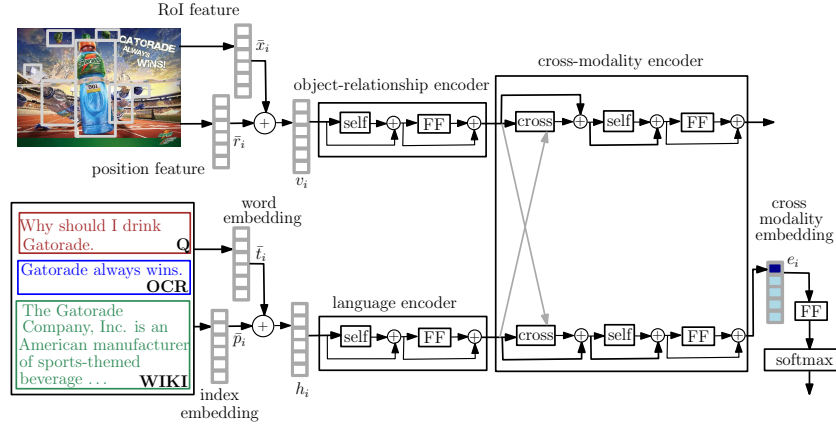 RoI feature
GATORADE
ALWAYS
WINS!
x̄ᵢ
r̄ᵢ
position feature
vᵢ
object-relationship encoder
self
FF
cross-modality encoder
cross
self
FF
Why should I drink
Gatorade.
Q
Gatorade always wins.
OCR
The Gatorade
Company, Inc. is an
American manufacturer
of sports-themed
beverage ...
WIKI
word
embedding
t̄ᵢ
p̄ᵢ
index
embedding
hᵢ
language encoder
self
FF
cross
self
FF
cross
modality
embedding
eᵢ
FF
softmax